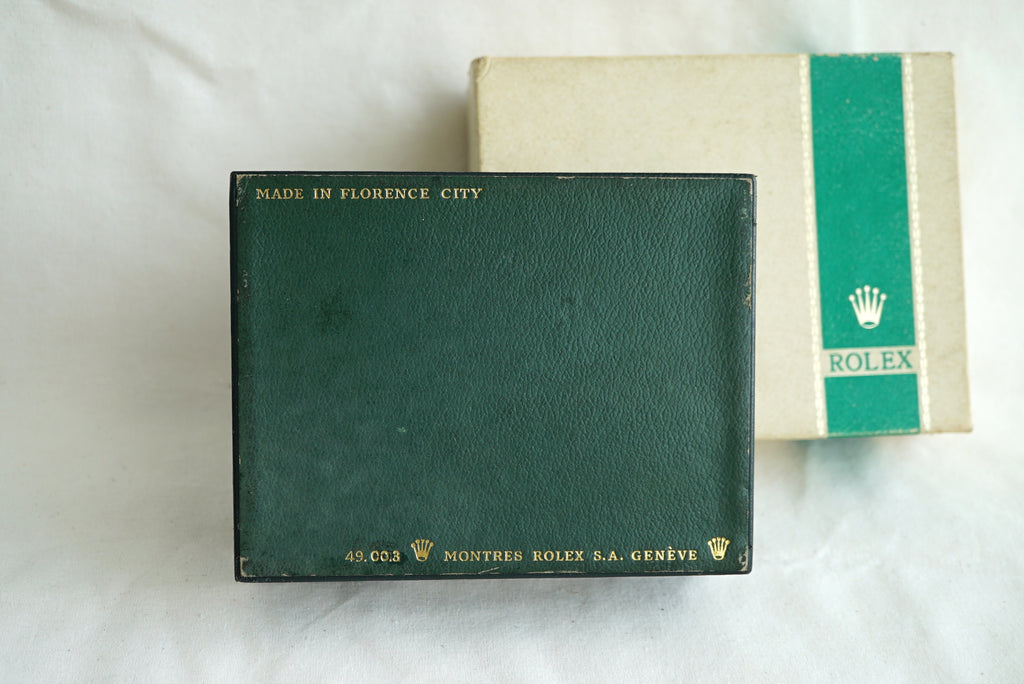 MADE IN FLORENCE CITY
ROLEX
49.00.3 MONTRES ROLEX S.A. GENÈVE